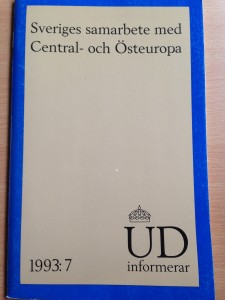 Sveriges samarbete med
Central- och Östeuropa
UD
informerar
1993:7